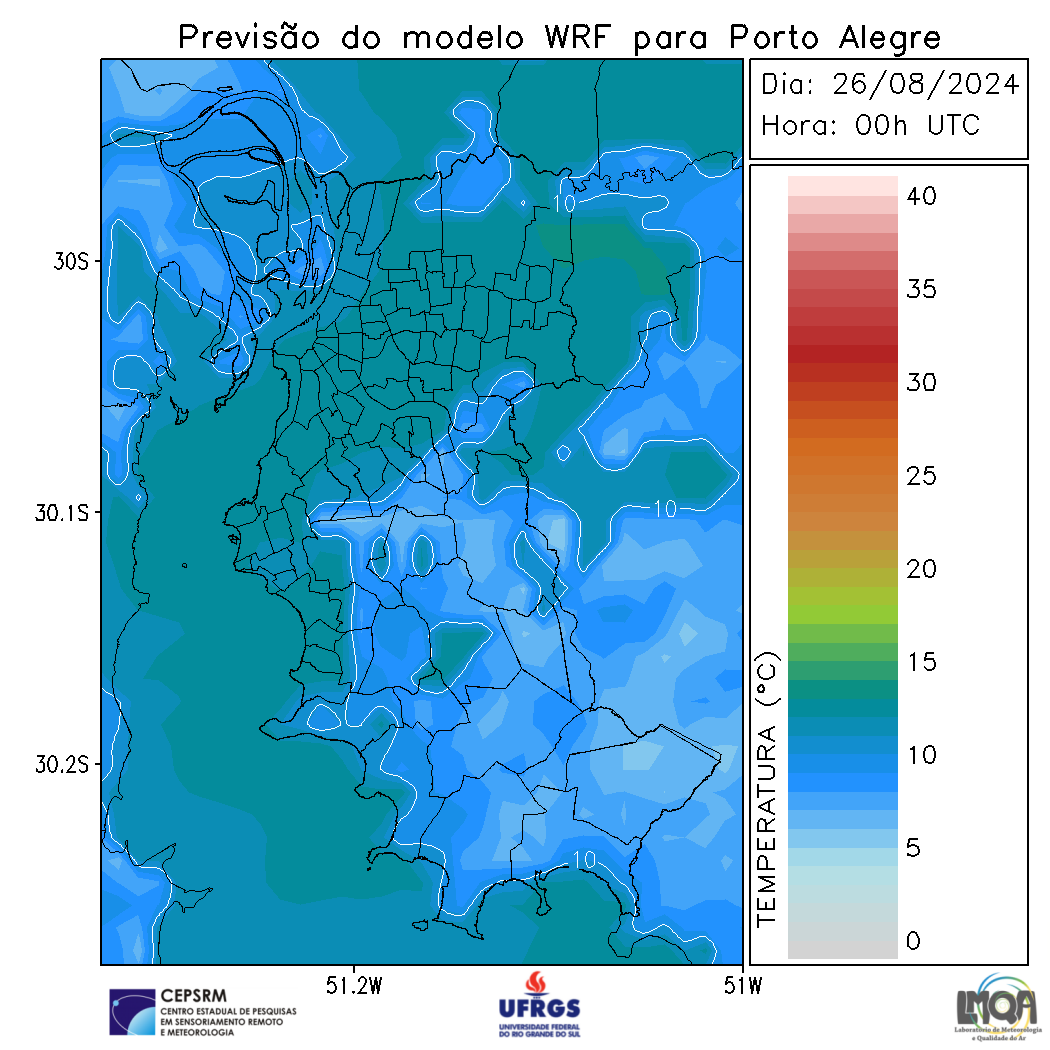 Previsão do modelo WRF para Porto Alegre
Dia: 26/08/2024
Hora: 00h UTC
30S
30.1S
30.2S
51.2W
51W
10
10
10
TEMPERATURA (°C)
40
35
30
25
20
15
10
5
0
CEPSRM
CENTRO ESTADUAL DE PESQUISAS
EM SENSORIAMENTO REMOTO
E METEOROLOGIA
UFRGS
UNIVERSIDADE FEDERAL
DO RIO GRANDE DO SUL
LMQA
Laboratório de Meteorologia
e Qualidade do Ar